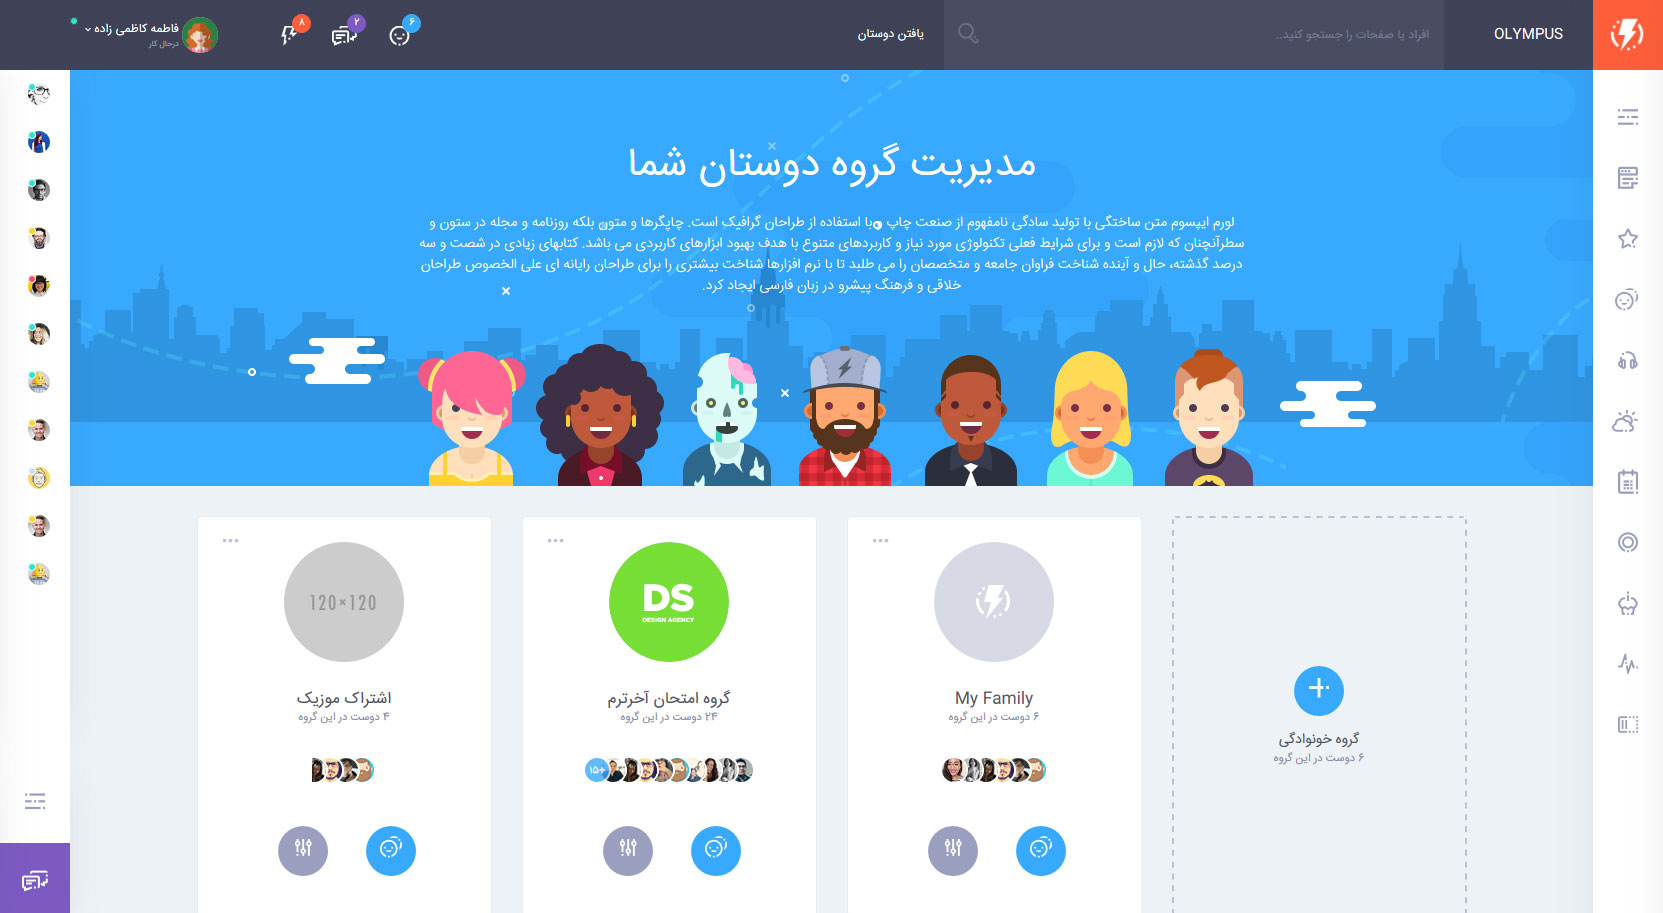 OLYMPUS
افراد یا صفحات را جستجو کنید..
یافتن دوستان
۶
۲
۸
فاطمه کاظمی زاده
درحال کار
مدیریت گروه دوستان شما
لورم ایپسوم متن ساختگی با تولید سادگی نامفهوم از صنعت چاپ و با استفاده از طراحان گرافیک است. چاپگرها و متون بلکه روزنامه و مجله در ستون و
سطرآنچنان که لازم است و برای شرایط فعلی تکنولوژی مورد نیاز و کاربردهای متنوع با هدف بهبود ابزارهای کاربردی می باشد. کتابهای زیادی در شصت و سه
درصد گذشته، حال و آینده شناخت فراوان جامعه و متخصصان را می طلبد تا با نرم افزارها شناخت بیشتری را برای طراحان رایانه ای علی الخصوص طراحان
خلاقی و فرهنگ پیشرو در زبان فارسی ایجاد کرد.
گروه خونوادگی
۶ دوست در این گروه
My Family
۶ دوست در این گروه
DS
DESIGN AGENCY
گروه امتحان آخرترم
۲۴ دوست در این گروه
+۱۵
120×120
اشتراک موزیک
۴ دوست در این گروه